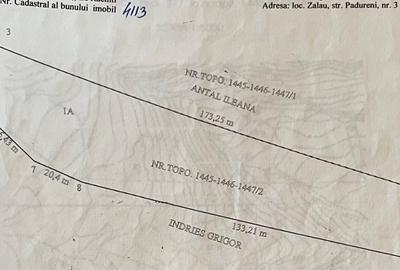 Nr. Cadastral al bunului imobil 4113
Adresa: loc. Zalau, str. Padureni, nr. 3
3
NR.TOPO. 1445-1446-1447/1
ANTAL ILEANA
173,25 m
1A
NR.TOPO. 1445-1446-1447/2
7
20,4 m
8
133,21 m
INDRIES GRIGOR